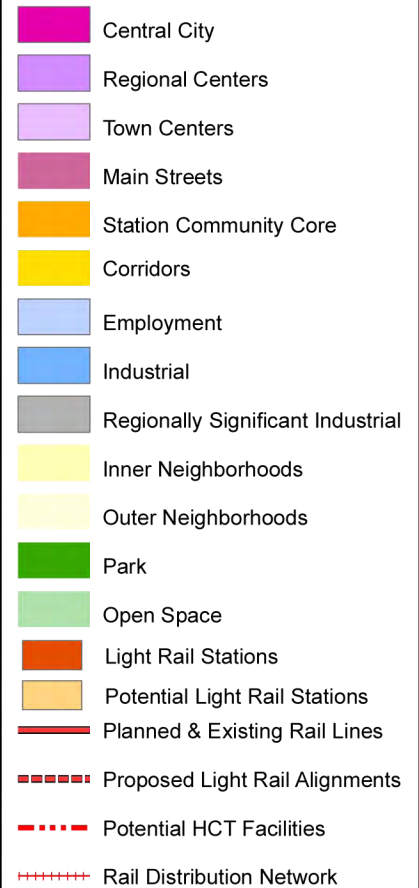 Central City
Regional Centers
Town Centers
Main Streets
Station Community Core
Corridors
Employment
Industrial
Regionally Significant Industrial
Inner Neighborhoods
Outer Neighborhoods
Park
Open Space
Light Rail Stations
Potential Light Rail Stations
Planned & Existing Rail Lines
Proposed Light Rail Alignments
Potential HCT Facilities
Rail Distribution Network